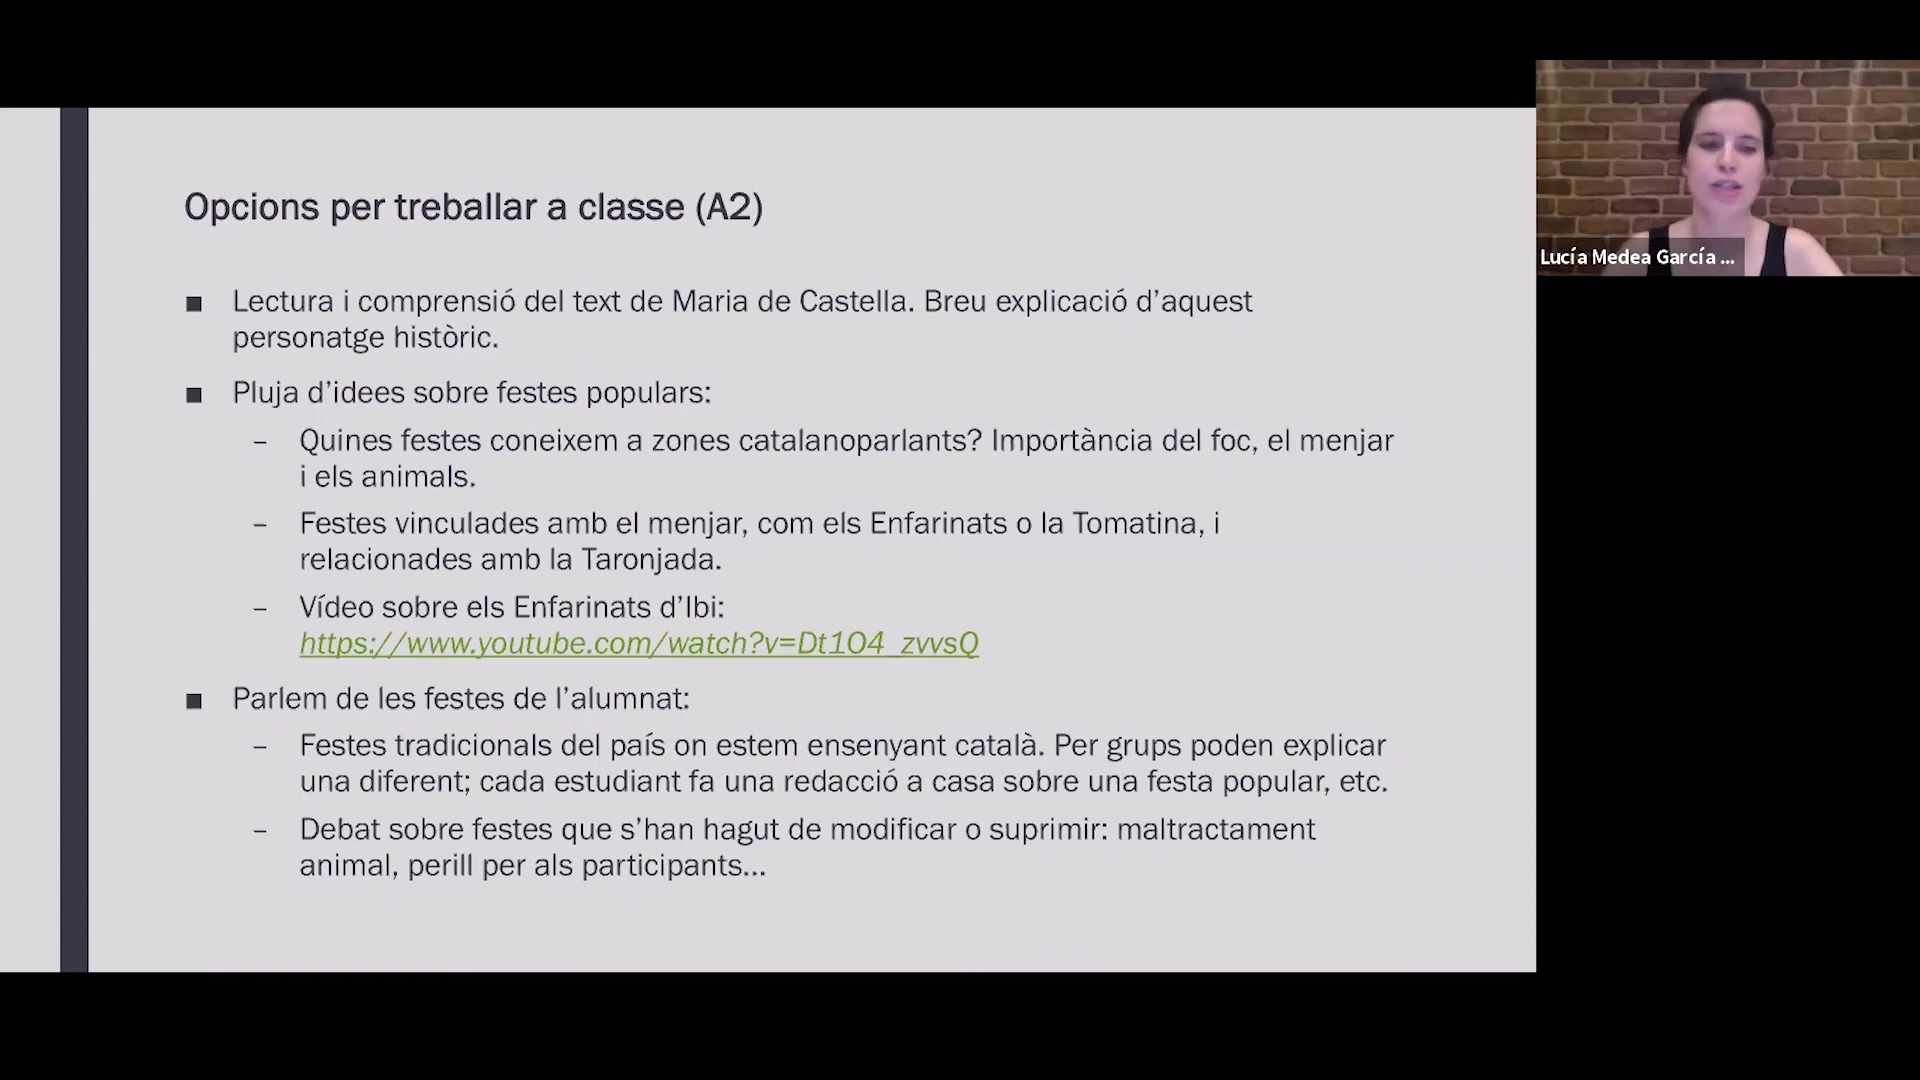 Opcions per treballar a classe (A2)
▪ Lectura i comprensió del text de Maria de Castella. Breu explicació d’aquest
personatge històric.
▪ Pluja d’idees sobre festes populars:
– Quines festes coneixem a zones catalanoparlants? Importància del foc, el menjar
i els animals.
– Festes vinculades amb el menjar, com els Enfarinats o la Tomatina, i
relacionades amb la Taronjada.
– Vídeo sobre els Enfarinats d’Ibi:
https://www.youtube.com/watch?v=Dt1O4_zvvsQ
▪ Parlem de les festes de l’alumnat:
– Festes tradicionals del país on estem ensenyant català. Per grups poden explicar
una diferent; cada estudiant fa una redacció a casa sobre una festa popular, etc.
– Debat sobre festes que s’han hagut de modificar o suprimir: maltractament
animal, perill per als participants...
Lucía Medea García ...